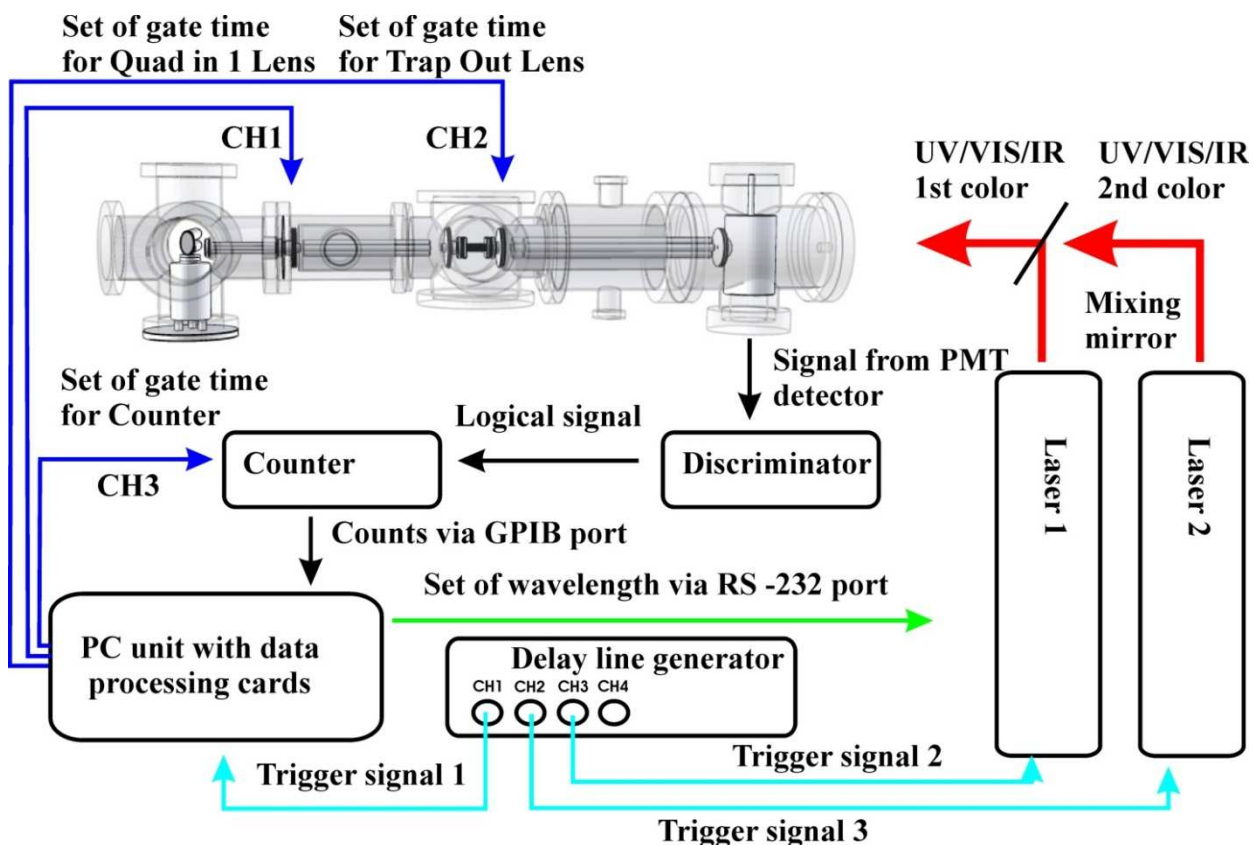 Set of gate time
for Quad in 1 Lens
Set of gate time
for Trap Out Lens
CH1
CH2
UV/VIS/IR
1st color
UV/VIS/IR
2nd color
Mixing
mirror
Signal from PMT
detector
Set of gate time
for Counter
Logical signal
Counter
Discriminator
CH3
Laser 1
Laser 2
Counts via GPIB port
Set of wavelength via RS -232 port
PC unit with data
processing cards
Delay line generator
CH1 CH2 CH3 CH4
Trigger signal 1
Trigger signal 2
Trigger signal 3